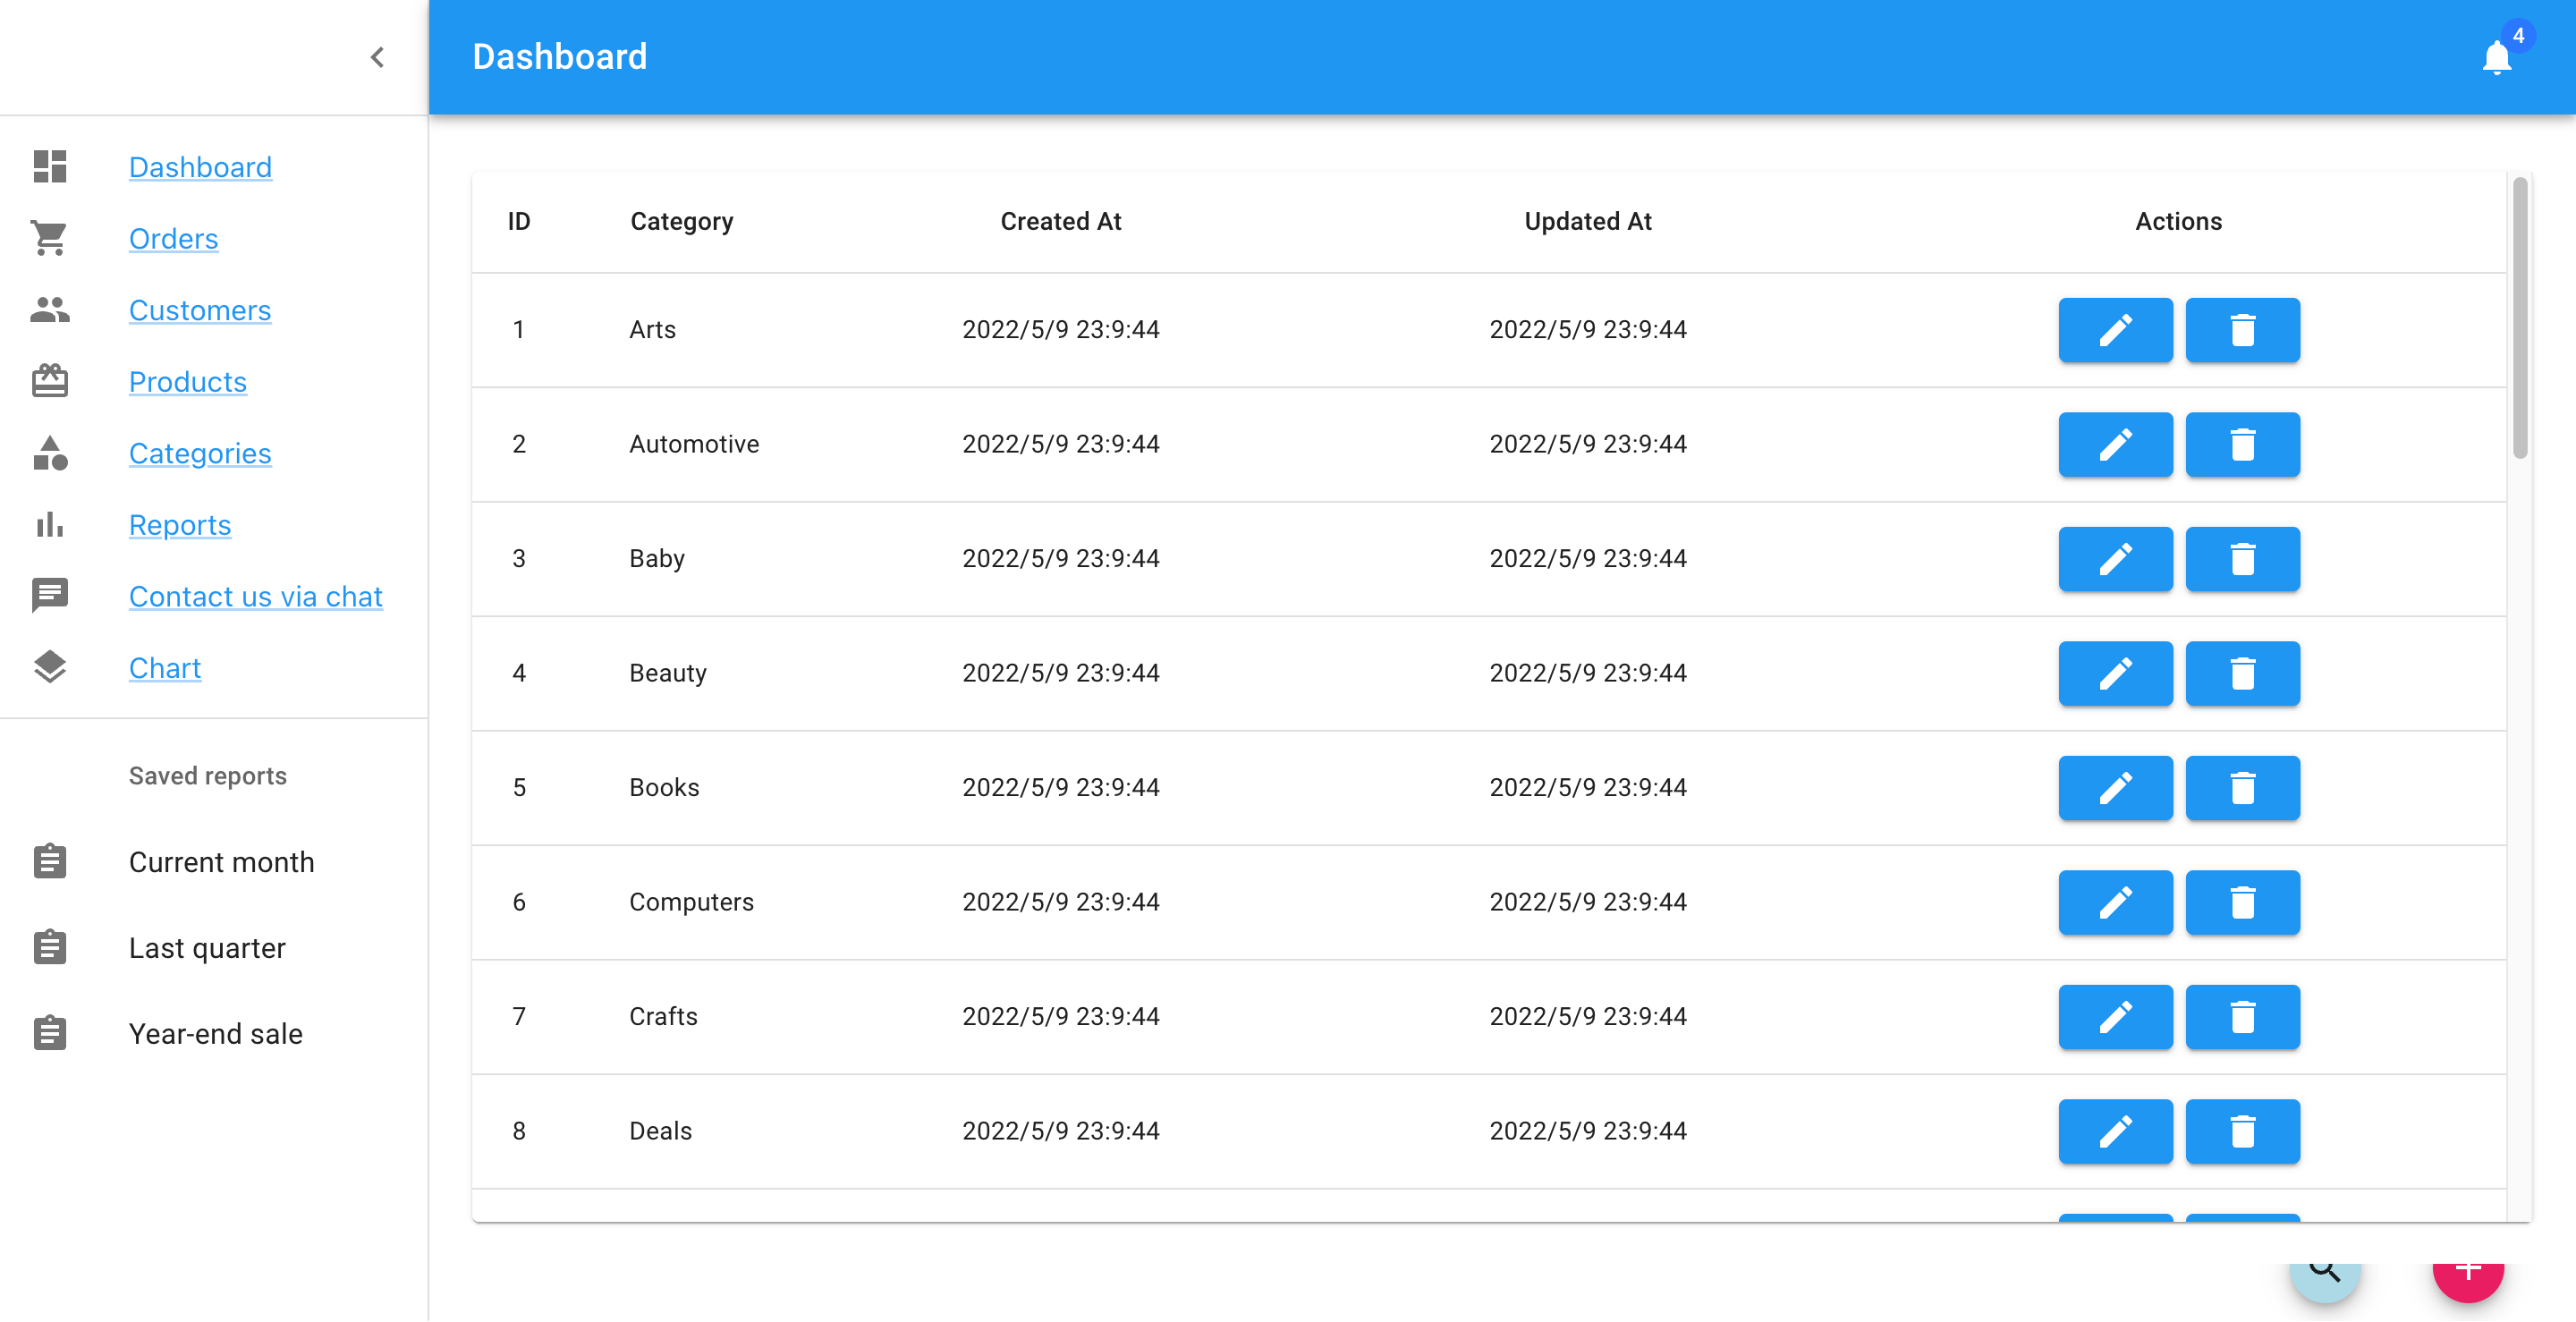 Dashboard
4
Dashboard
Orders
Customers
Products
Categories
Reports
Contact us via chat
Chart
Saved reports
Current month
Last quarter
Year-end sale
ID Category Created At Updated At Actions
1 Arts 2022/5/9 23:9:44 2022/5/9 23:9:44
2 Automotive 2022/5/9 23:9:44 2022/5/9 23:9:44
3 Baby 2022/5/9 23:9:44 2022/5/9 23:9:44
4 Beauty 2022/5/9 23:9:44 2022/5/9 23:9:44
5 Books 2022/5/9 23:9:44 2022/5/9 23:9:44
6 Computers 2022/5/9 23:9:44 2022/5/9 23:9:44
7 Crafts 2022/5/9 23:9:44 2022/5/9 23:9:44
8 Deals 2022/5/9 23:9:44 2022/5/9 23:9:44